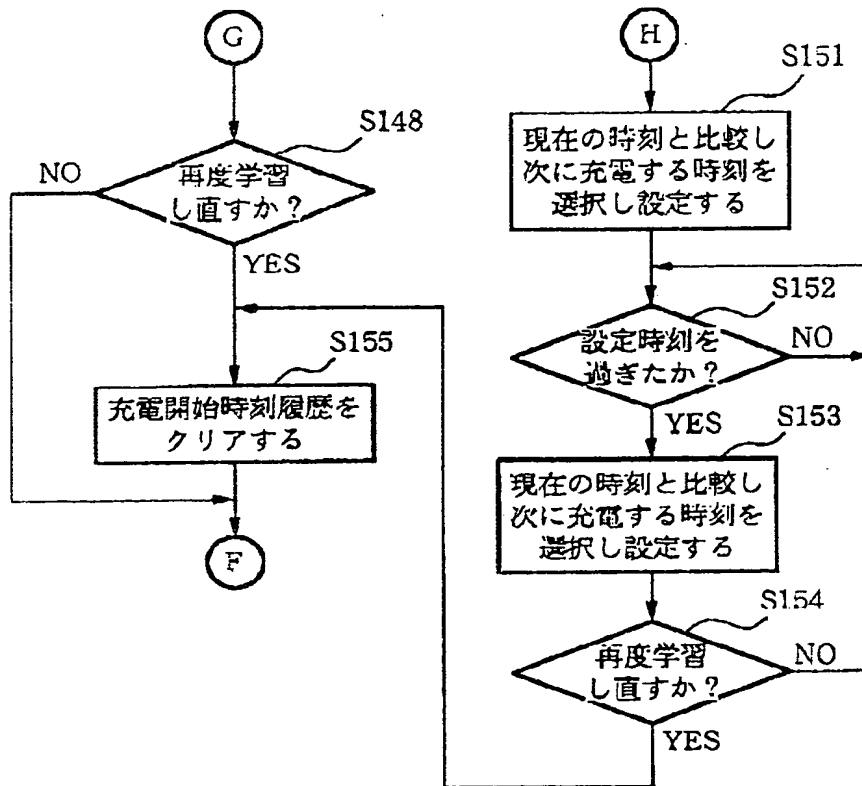 G
S148
NO
再度学習
し直すか?
YES
S155
充電開始時刻履歴を
クリアする
F
H
S151
現在の時刻と比較し
次に充電する時刻を
選択し設定する
S152
設定時刻を
過ぎたか?
NO
YES
S153
現在の時刻と比較し
次に充電する時刻を
選択し設定する
S154
再度学習
し直すか?
NO
YES